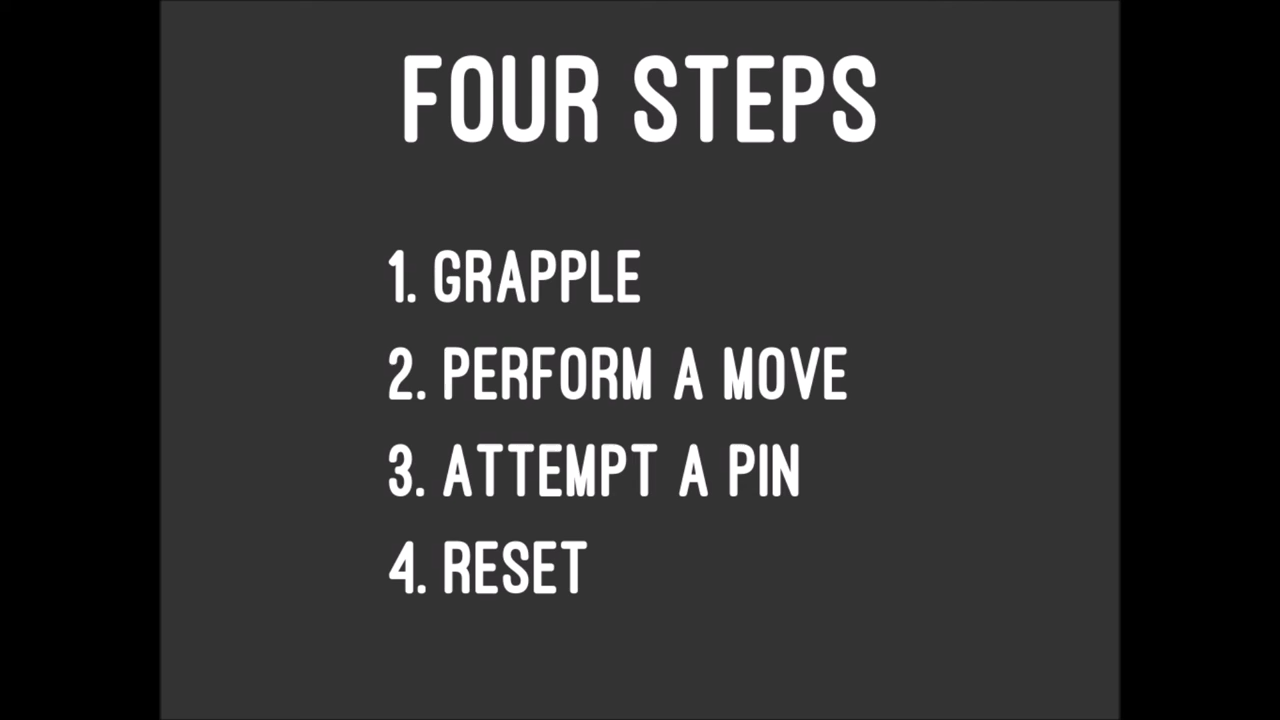 FOUR STEPS
1. GRAPPLE
2. PERFORM A MOVE
3. ATTEMPT A PIN
4. RESET